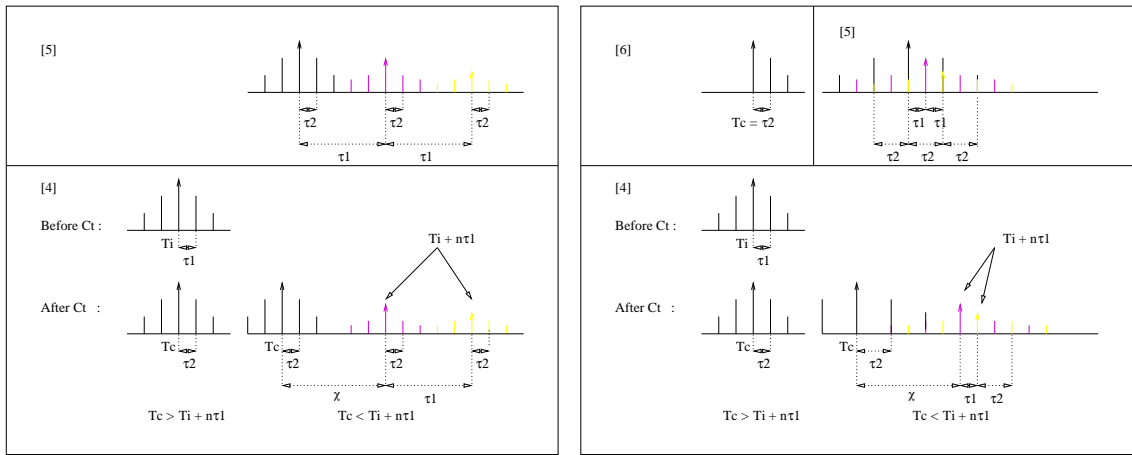 [5]
τ2
τ2
τ2
τ1
τ1
[4]
Before Ct :
Ti
τ1
Ti + nτ1
After Ct :
Tc
Tc
τ2
τ2
τ2
τ2
χ
τ1
Tc > Ti + nτ1
Tc < Ti + nτ1
[6]
Tc = τ2
[5]
τ1
τ1
τ2
τ2
τ2
[4]
Before Ct :
Ti
τ1
Ti + nτ1
After Ct :
Tc
Tc
τ2
τ2
χ
τ1
τ2
Tc > Ti + nτ1
Tc < Ti + nτ1